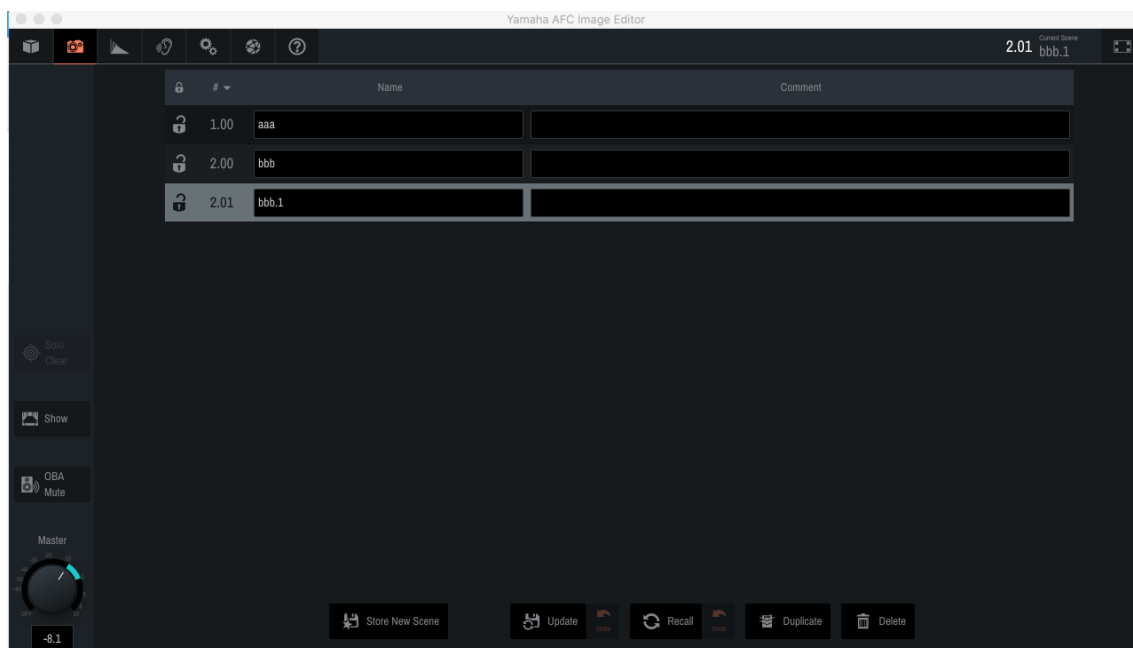 Yamaha AFC Image Editor
2.01 Current Scene bbb.1
# Name Comment
1.00 aaa
2.00 bbb
2.01 bbb.1
Solo
Clear
Show
OBA
Mute
Master
OFF
10
Store New Scene Update Undo Recall Undo Duplicate Delete
-8.1